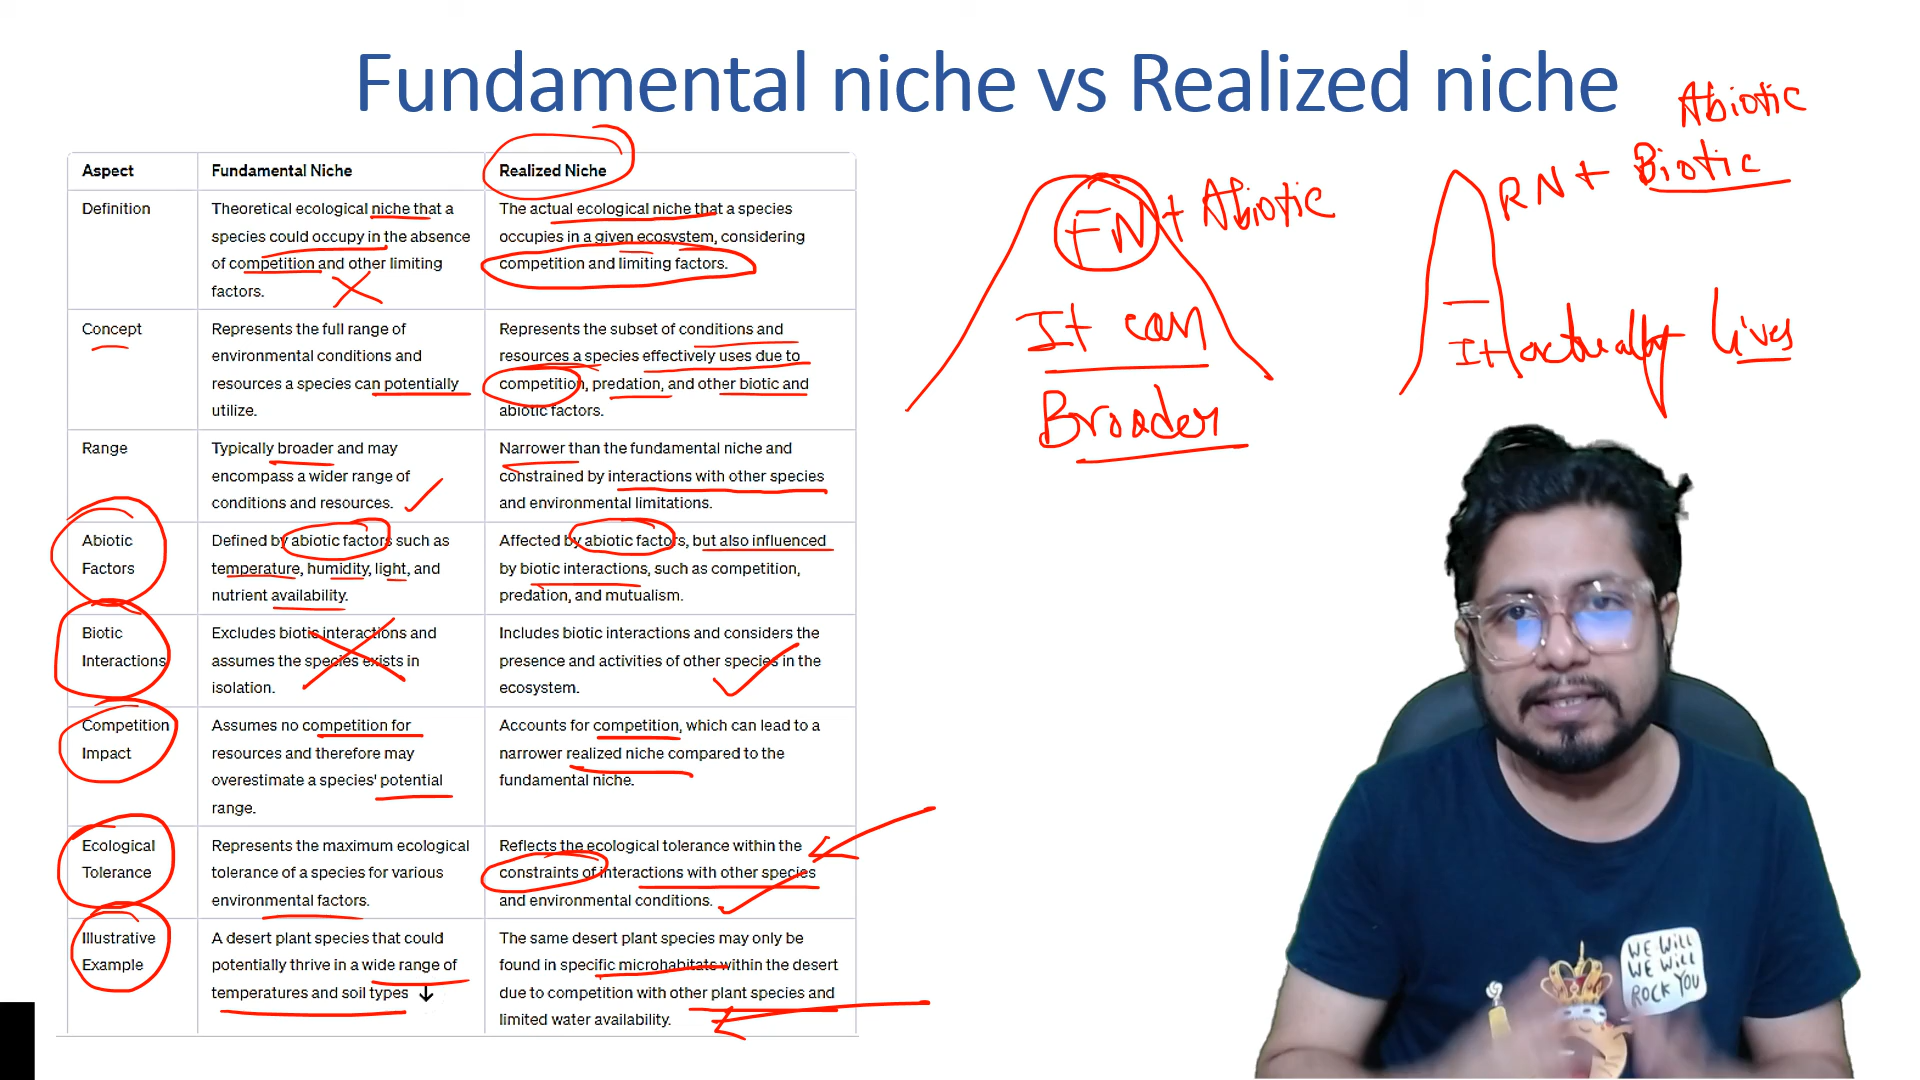 Fundamental niche vs Realized niche
Aspect
Fundamental Niche
Realized Niche
Definition
Theoretical ecological niche that a
species could occupy in the absence
of competition and other limiting
factors.
The actual ecological niche that a species
occupies in a given ecosystem, considering
competition and limiting factors.
Concept
Represents the full range of
environmental conditions and
resources a species can potentially
utilize.
Represents the subset of conditions and
resources a species effectively uses due to
competition, predation, and other biotic and
abiotic factors.
Range
Typically broader and may
encompass a wider range of
conditions and resources.
Narrower than the fundamental niche and
constrained by interactions with other species
and environmental limitations.
Abiotic
Factors
Defined by abiotic factors such as
temperature, humidity, light, and
nutrient availability.
Affected by abiotic factors, but also influenced
by biotic interactions, such as competition,
predation, and mutualism.
Biotic
Interactions
Excludes biotic interactions and
assumes the species exists in
isolation.
Includes biotic interactions and considers the
presence and activities of other species in the
ecosystem.
Competition
Impact
Assumes no competition for
resources and therefore may
overestimate a species' potential
range.
Accounts for competition, which can lead to a
narrower realized niche compared to the
fundamental niche.
Ecological
Tolerance
Represents the maximum ecological
tolerance of a species for various
environmental factors.
Reflects the ecological tolerance within the
constraints of interactions with other species
and environmental conditions.
Illustrative
Example
A desert plant species that could
potentially thrive in a wide range of
temperatures and soil types
The same desert plant species may only be
found in specific microhabitats within the desert
due to competition with other plant species and
limited water availability.
FN + Abiotic
It can
Broader
Abiotic
RN + Biotic
It actually lives
WE WILL
WE WILL
ROCK YOU